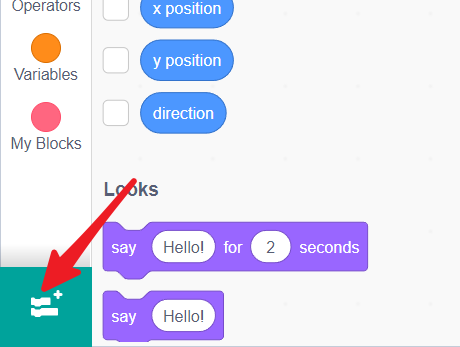 Operators
Variables
My Blocks
x position
y position
direction
Looks
say Hello! for 2 seconds
say Hello!